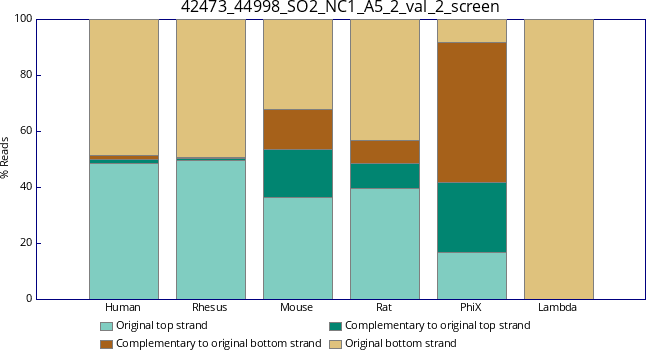 42473_44998_SO2_NC1_A5_2_val_2_screen
100
80
60
40
20
0
% Reads
Human Rhesus Mouse Rat PhiX Lambda
Original top strand Complementary to original top strand
Complementary to original bottom strand Original bottom strand